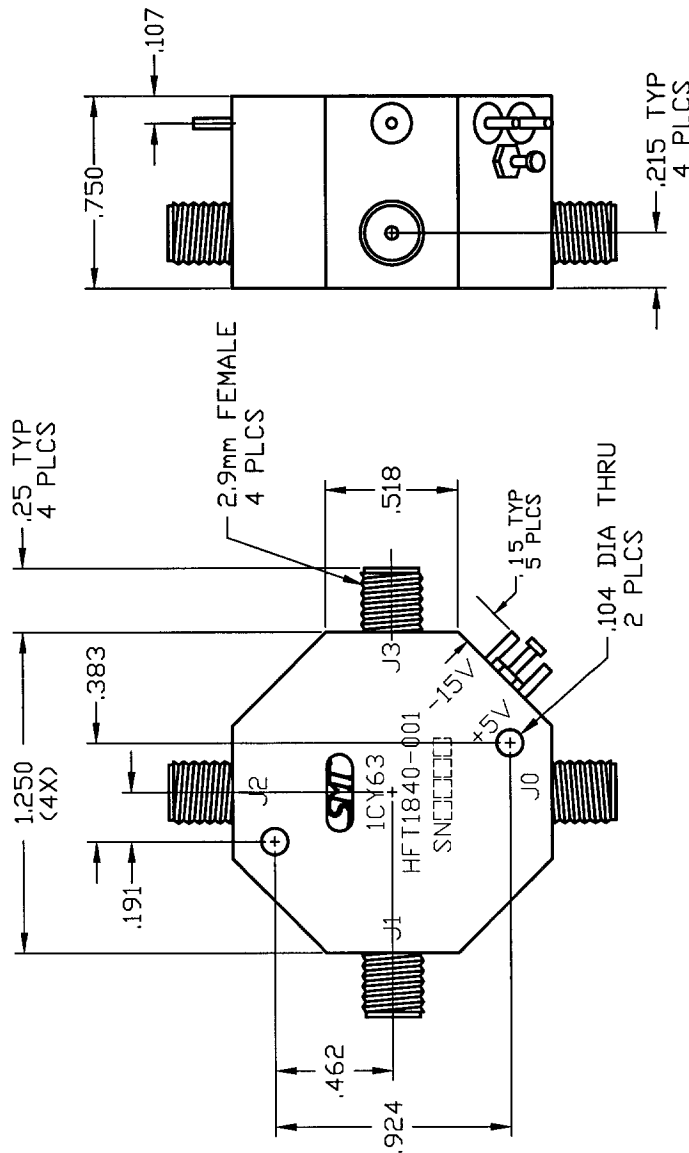 .107
.750
.215 TYP
4 PLCS
.25 TYP
4 PLCS
2.9mm FEMALE
4 PLCS
.518
.15 TYP
5 PLCS
.104 DIA THRU
2 PLCS
1.250
(4X)
.383
.191
.462
.924
J2
J3
J1
J0
SMI
1CY63
HFT1840-001
SN□□□□□
-15V
+5V